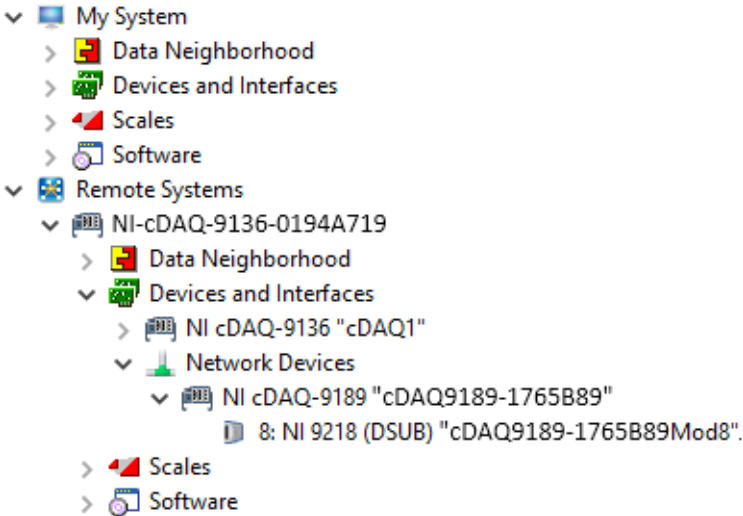 My System
Data Neighborhood
Devices and Interfaces
Scales
Software
Remote Systems
NI-cDAQ-9136-0194A719
Data Neighborhood
Devices and Interfaces
NI cDAQ-9136 "cDAQ1"
Network Devices
NI cDAQ-9189 "cDAQ9189-1765B89"
8: NI 9218 (DSUB) "cDAQ9189-1765B89Mod8".
Scales
Software